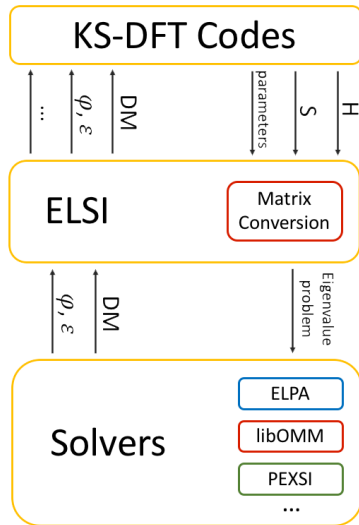 KS-DFT Codes
...
φ, ε
DM
parameters
S
H
ELSI
Matrix
Conversion
φ, ε
DM
Eigenvalue
problem
Solvers
ELPA
libOMM
PEXSI
...